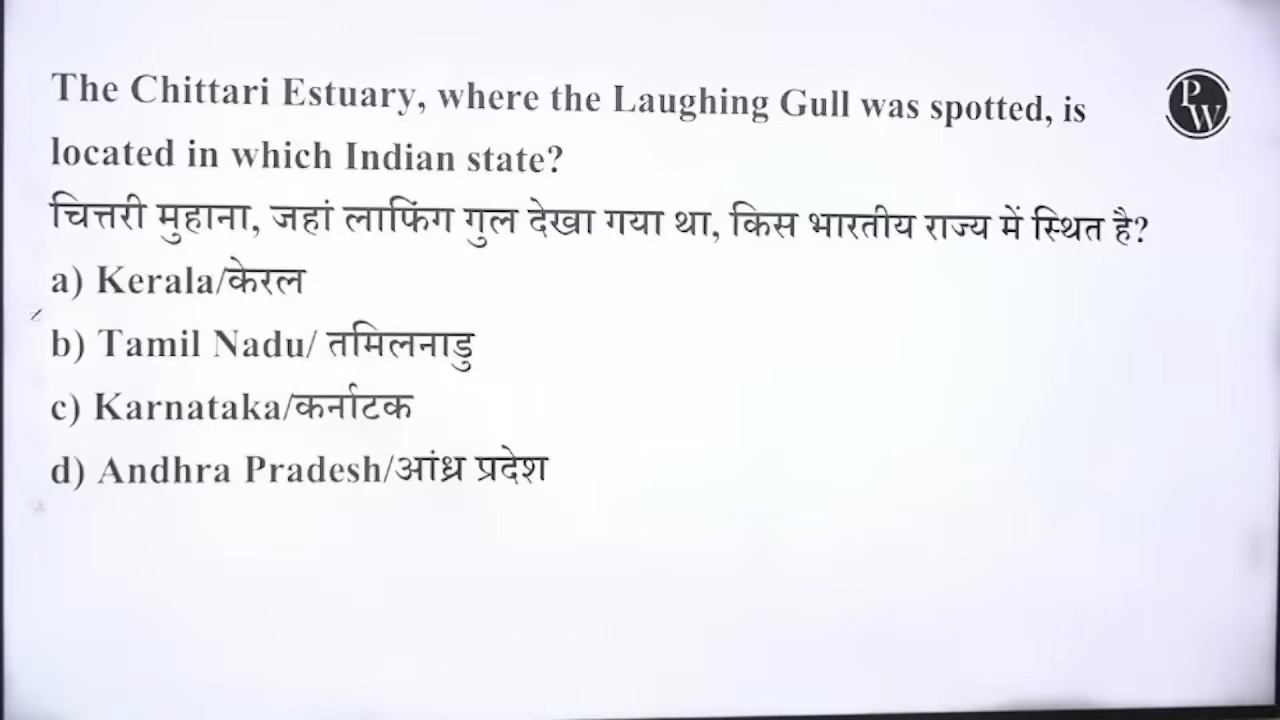 The Chittari Estuary, where the Laughing Gull was spotted, is
located in which Indian state?
चित्तरी मुहाना, जहां लाफिंग गुल देखा गया था, किस भारतीय राज्य में स्थित है?
a) Kerala/केरल
b) Tamil Nadu/ तमिलनाडु
c) Karnataka/कर्नाटक
d) Andhra Pradesh/आंध्र प्रदेश
PW